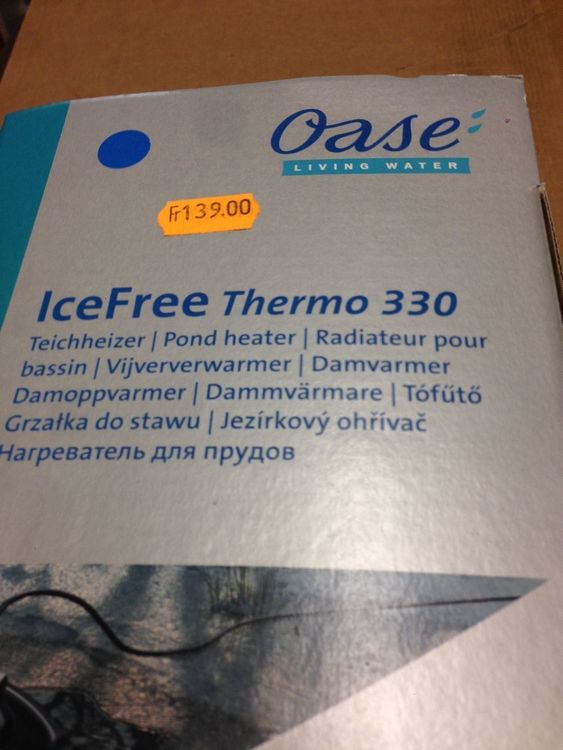 Oase
LIVING WATER
Fr139.00
IceFree Thermo 330
Teichheizer | Pond heater | Radiateur pour
bassin | Vijververwarmer | Damvarmer
Damoppvarmer | Dammvärmare | Tófűtő
Grzałka do stawu | Jezírkový ohřívač
Нагреватель для прудов